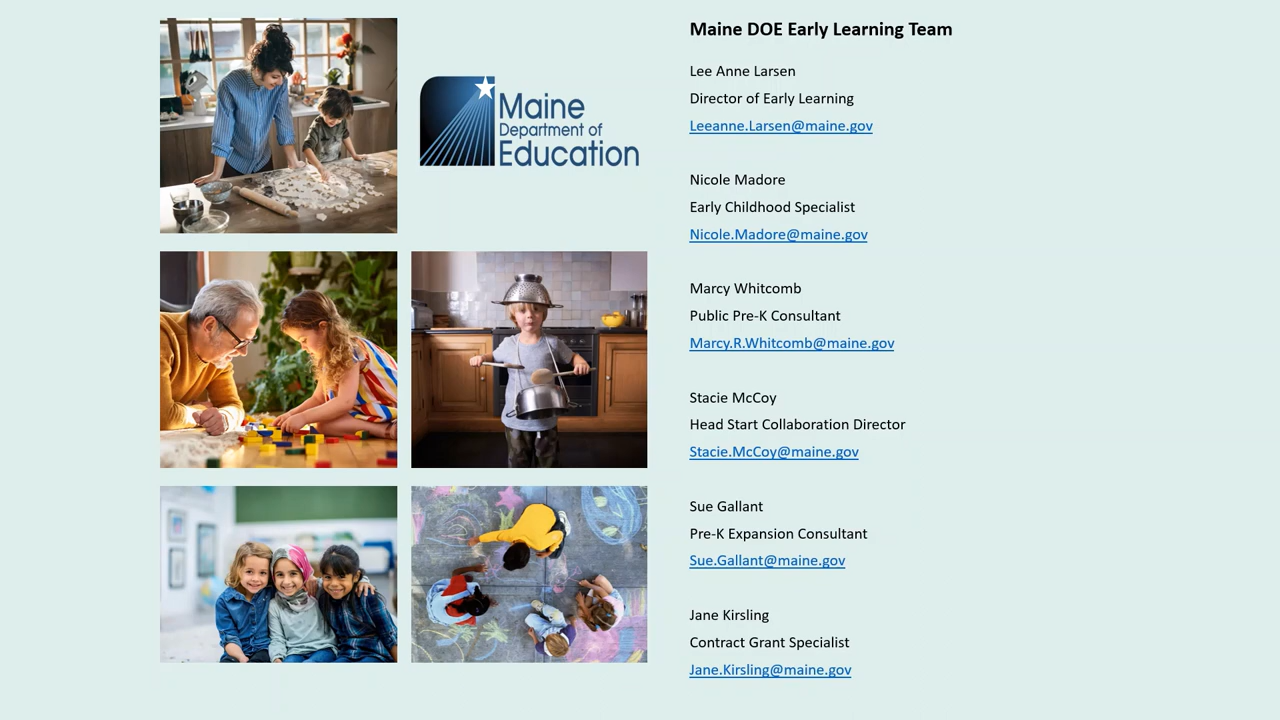 Maine
Department of
Education
Maine DOE Early Learning Team
Lee Anne Larsen
Director of Early Learning
Leeanne.Larsen@maine.gov
Nicole Madore
Early Childhood Specialist
Nicole.Madore@maine.gov
Marcy Whitcomb
Public Pre-K Consultant
Marcy.R.Whitcomb@maine.gov
Stacie McCoy
Head Start Collaboration Director
Stacie.McCoy@maine.gov
Sue Gallant
Pre-K Expansion Consultant
Sue.Gallant@maine.gov
Jane Kirsling
Contract Grant Specialist
Jane.Kirsling@maine.gov